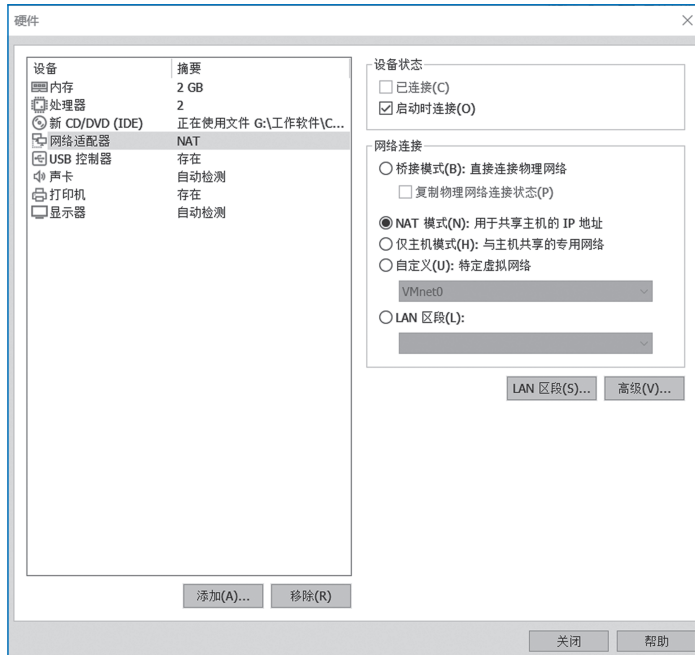 硬件
设备 摘要
内存 2 GB
处理器 2
新 CD/DVD (IDE) 正在使用文件 G:\工作软件\C...
网络适配器 NAT
USB 控制器 存在
声卡 自动检测
打印机 存在
显示器 自动检测
添加(A)... 移除(R)
设备状态
已连接(C)
启动时连接(O)
网络连接
桥接模式(B): 直接连接物理网络
复制物理网络连接状态(P)
NAT 模式(N): 用于共享主机的 IP 地址
仅主机模式(H): 与主机共享的专用网络
自定义(U): 特定虚拟网络
VMnet0
LAN 区段(L):
LAN 区段(S)... 高级(V)...
关闭 帮助